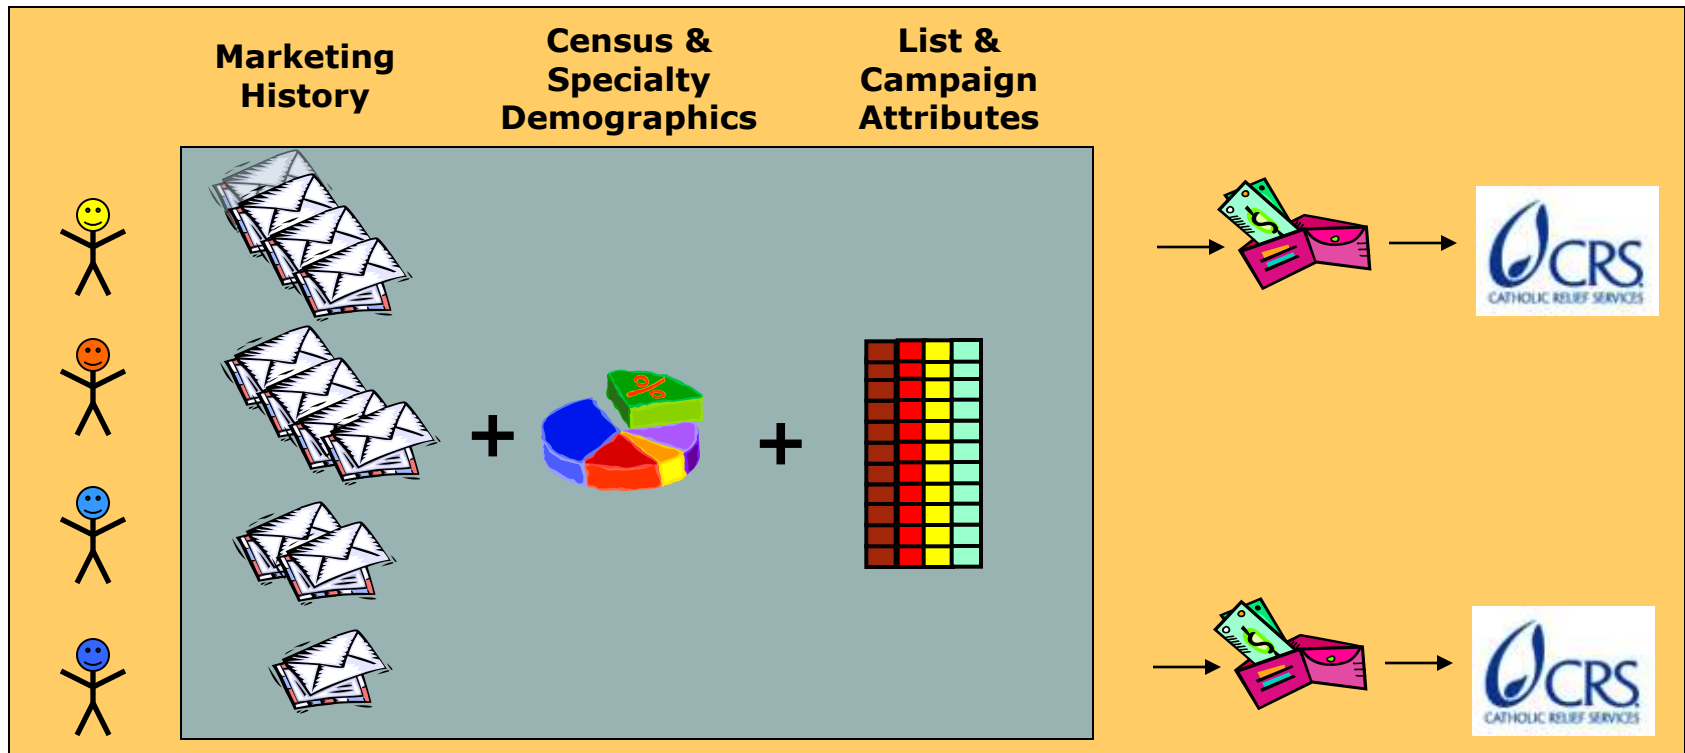 Marketing
History
Census &
Specialty
Demographics
List &
Campaign
Attributes
+
+
%
$
CRS
CATHOLIC RELIEF SERVICES
$
CRS
CATHOLIC RELIEF SERVICES